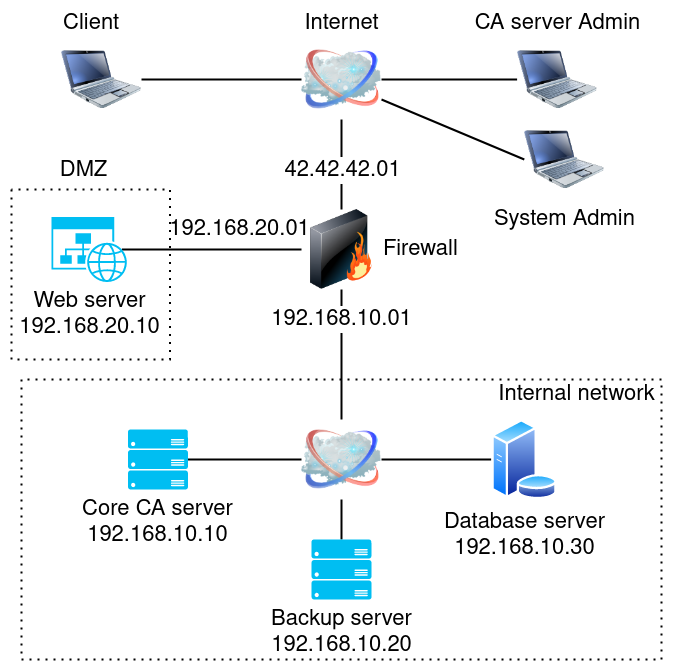 Client
Internet
CA server Admin
42.42.42.01
System Admin
DMZ
192.168.20.01
Firewall
Web server
192.168.20.10
192.168.10.01
Internal network
Core CA server
192.168.10.10
Database server
192.168.10.30
Backup server
192.168.10.20